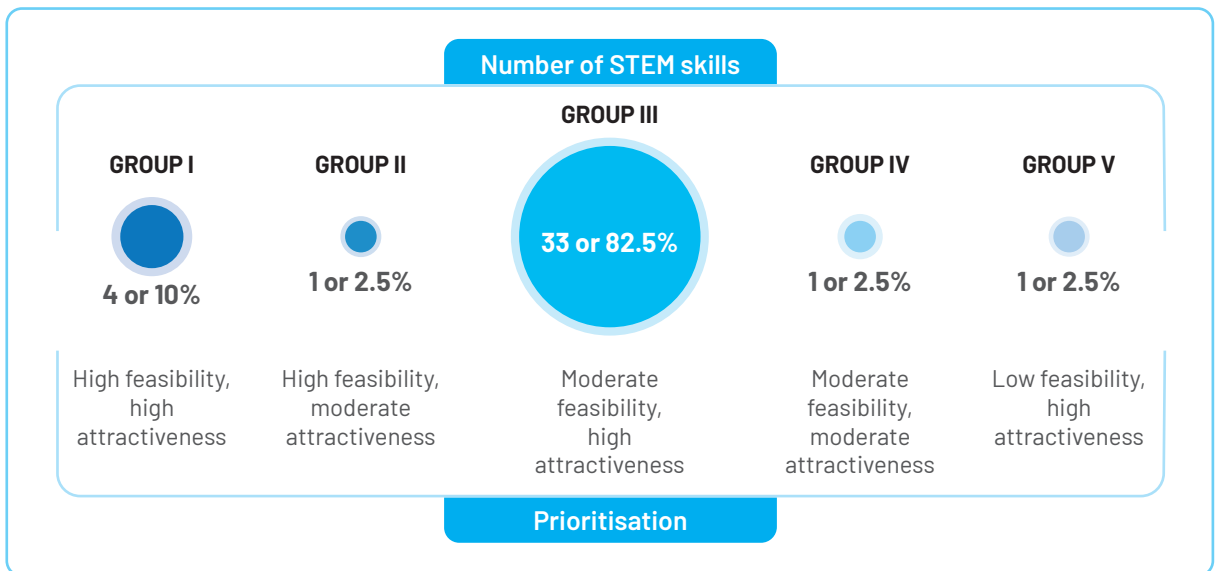 Number of STEM skills
GROUP I
4 or 10%
High feasibility,
high
attractiveness
GROUP II
1 or 2.5%
High feasibility,
moderate
attractiveness
GROUP III
33 or 82.5%
Moderate
feasibility,
high
attractiveness
GROUP IV
1 or 2.5%
Moderate
feasibility,
moderate
attractiveness
GROUP V
1 or 2.5%
Low feasibility,
high
attractiveness
Prioritisation